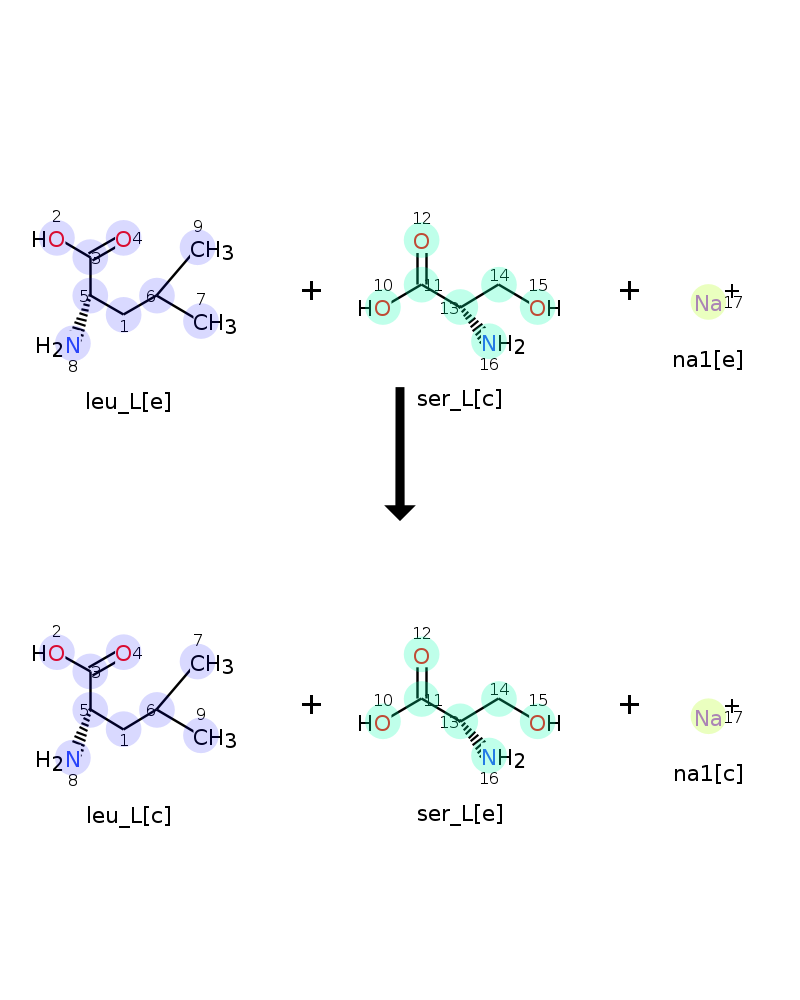 2 9
HO 3 O4 CH3
5 6 7
1 CH3
H2N
8
leu_L[e]
+
12
O
10 11 14 15
HO 13 OH
NH2
16
ser_L[c]
+
Na+
17
na1[e]
2 7
HO 3 O4 CH3
5 6 9
1 CH3
H2N
8
leu_L[c]
+
12
O
10 11 14 15
HO 13 OH
NH2
16
ser_L[e]
+
Na+
17
na1[c]